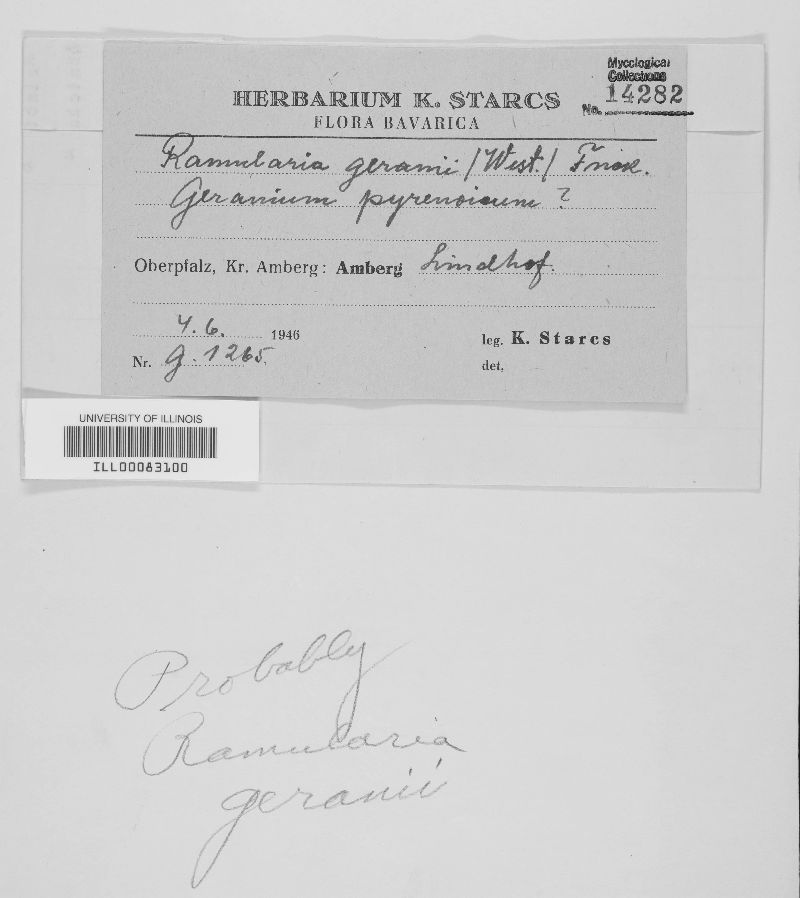 Mycological
Collections
No. 14282
HERBARIUM K. STARCS
FLORA BAVARICA
Ramularia geranii /West./ Fuck.
Geranium pyrenaicum ?
Oberpfalz, Kr. Amberg: Amberg Lindhof.
4. 6. 1946
leg. K. Starcs
Nr. g. 1265.
det.
UNIVERSITY OF ILLINOIS
ILL00083100
Probably
Ramularia
geranii